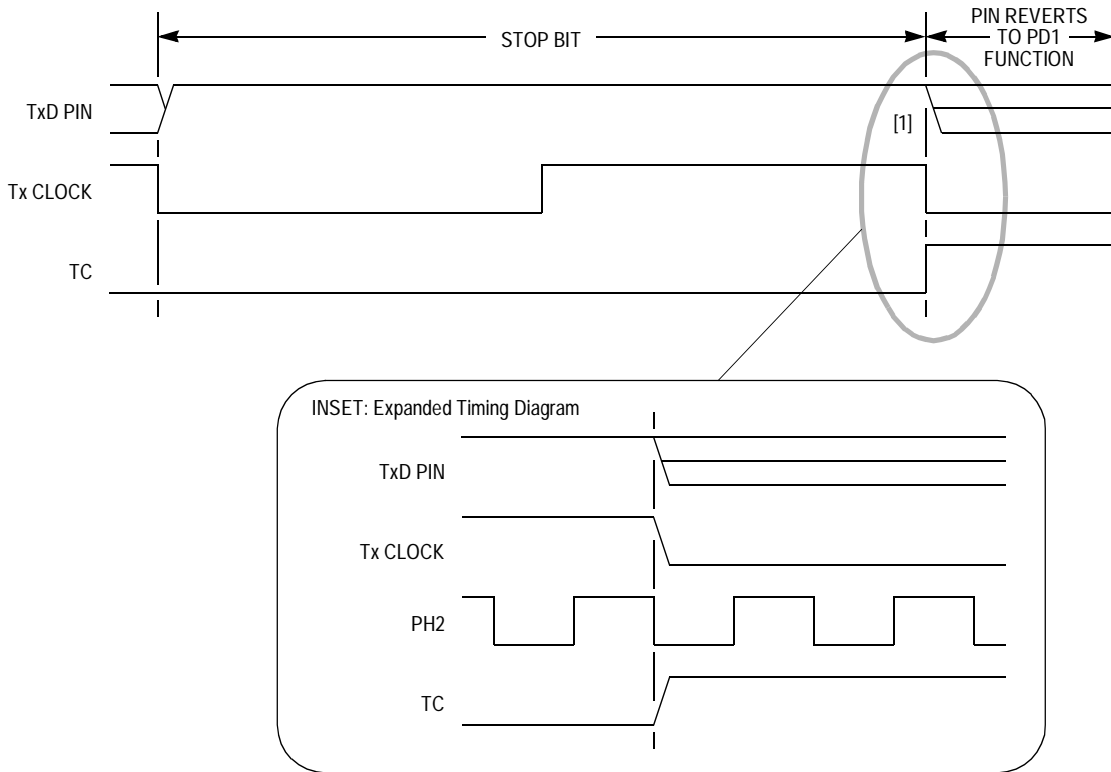 STOP BIT
PIN REVERTS
TO PD1
FUNCTION
TxD PIN
[1]
Tx CLOCK
TC
INSET: Expanded Timing Diagram
TxD PIN
Tx CLOCK
PH2
TC